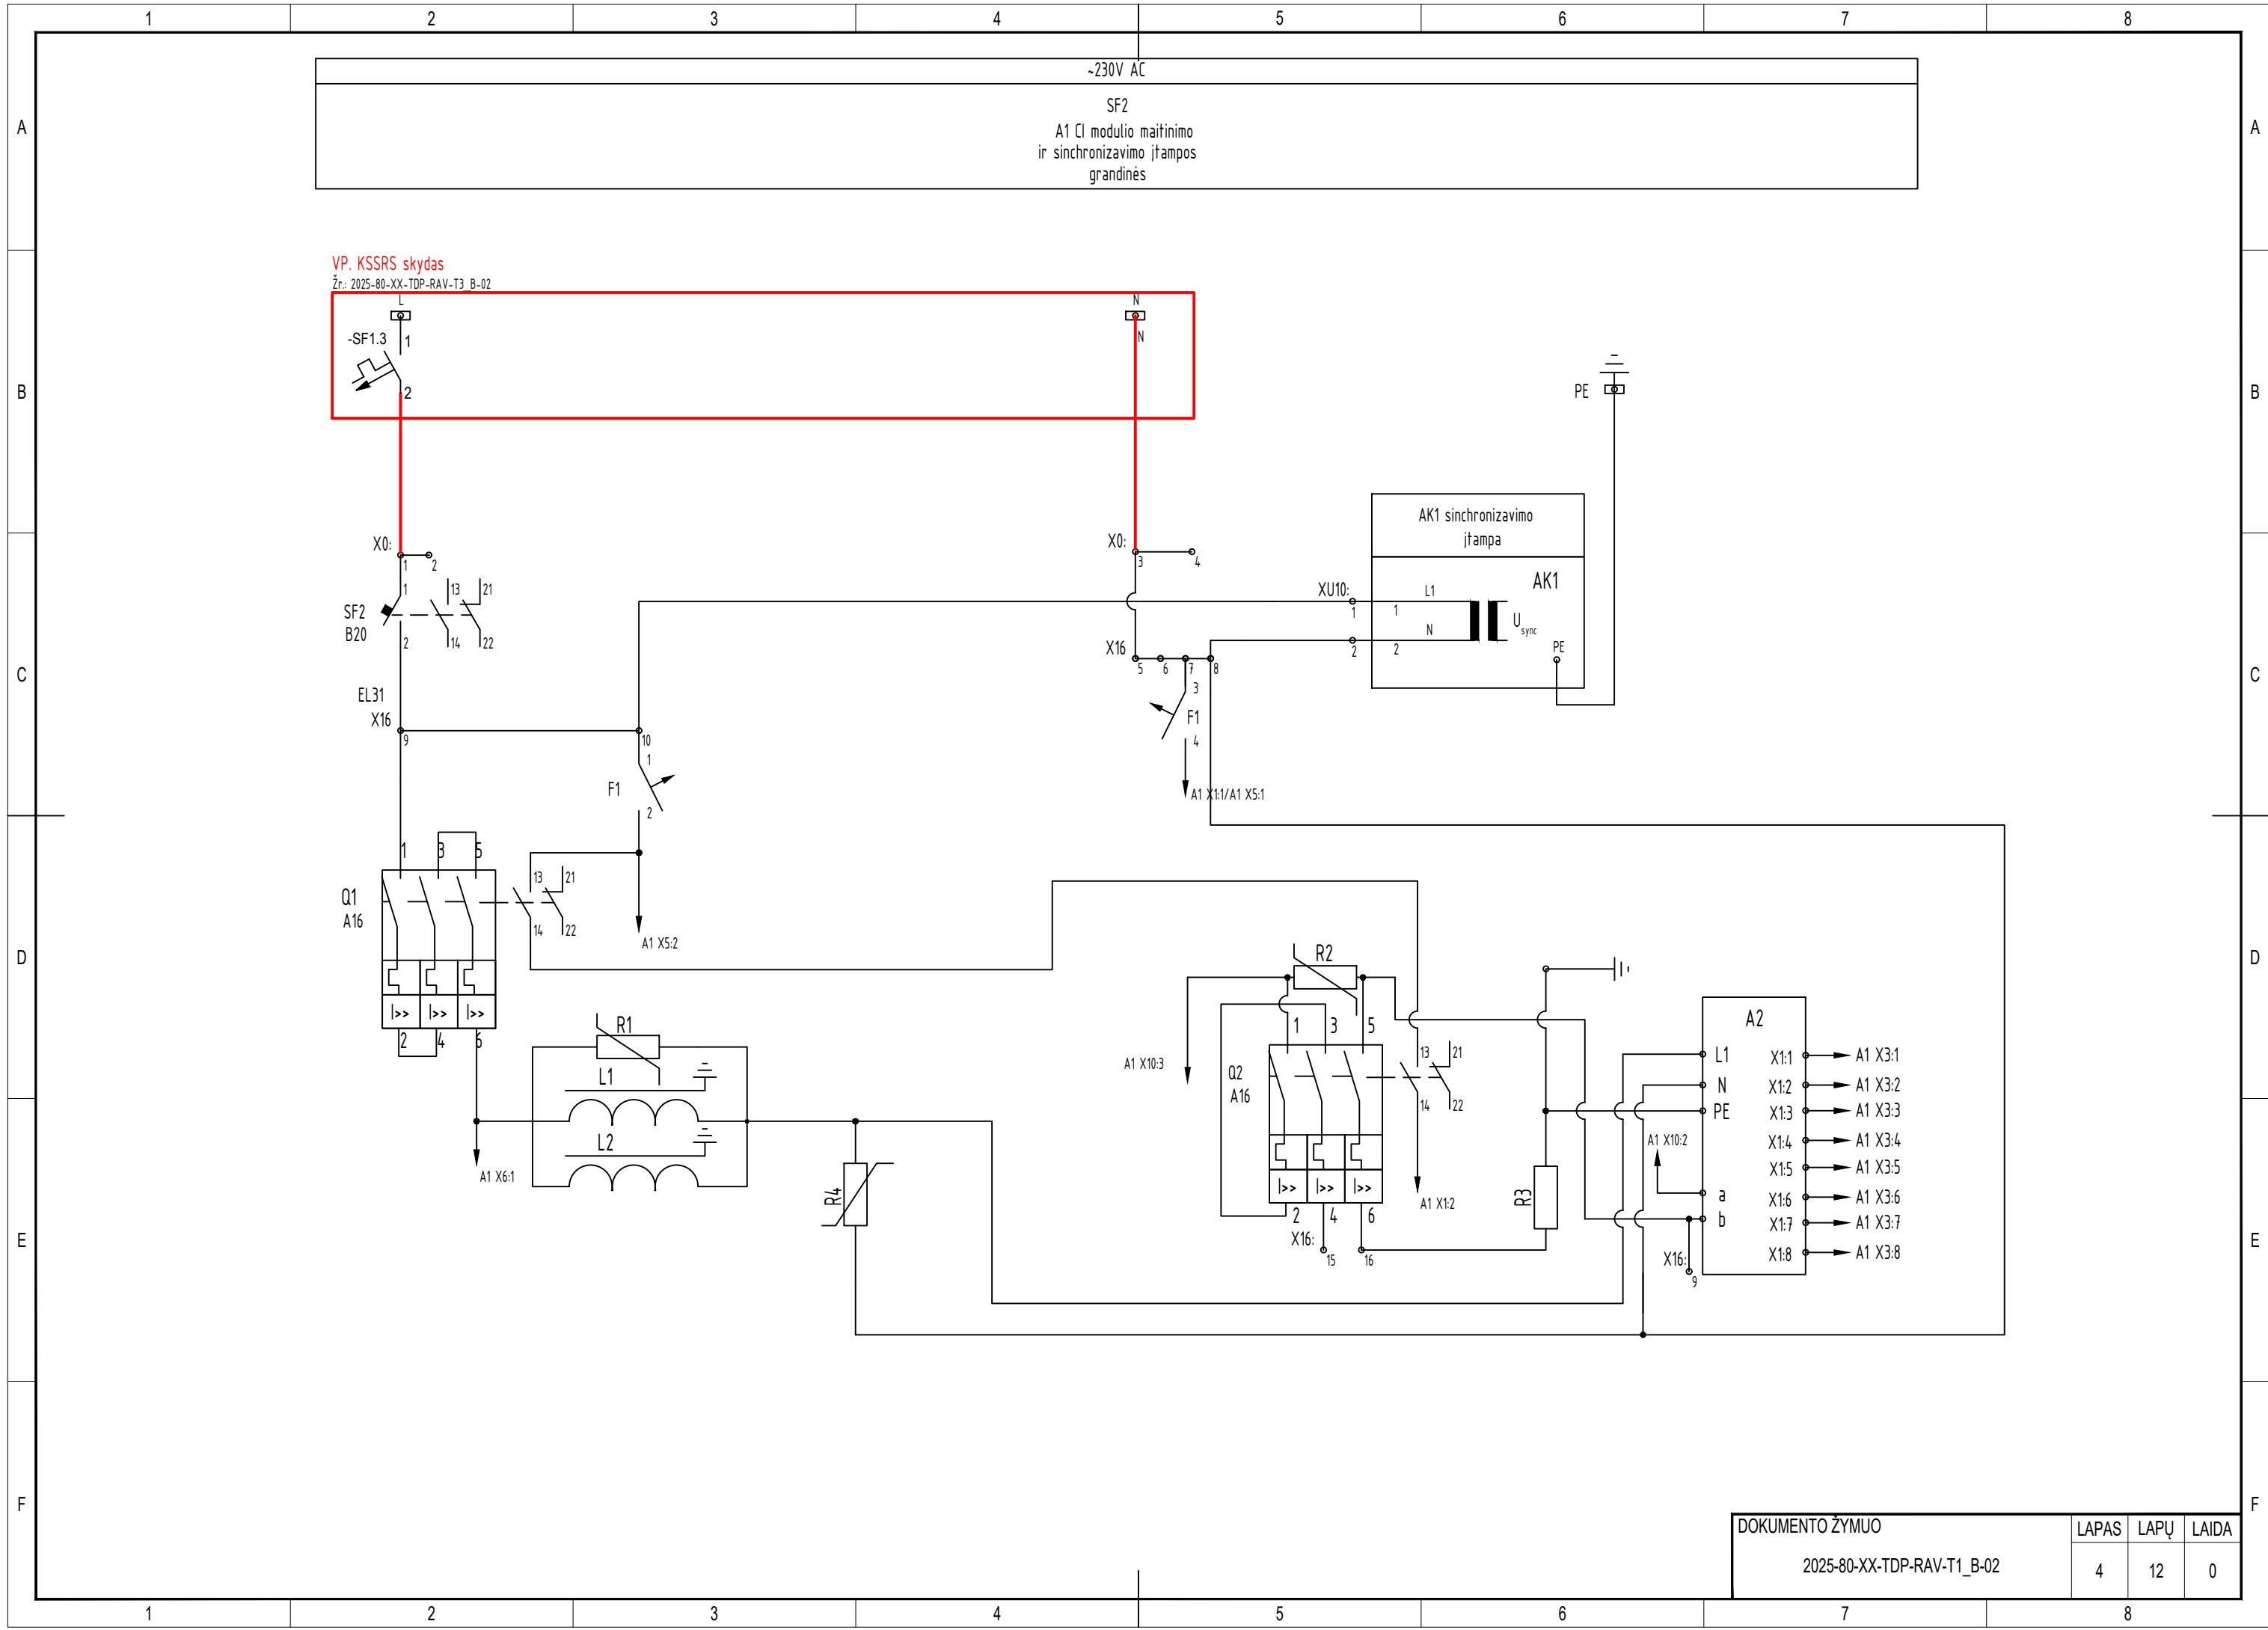 1 2 3 4 5 6 7 8
~230V AC
A A
SF2
A1 CI modulio maitinimo
ir sinchronizavimo įtampos
grandinės
VP. KSSRS skydas
Žr.: 2025-80-XX-TDP-RAV-T3_B-02
L N
-SF1.3 1 N
B 2 PE B
AK1 sinchronizavimo
įtampa
X0: X0:
1 2 3 4
AK1
1 13 21 XU10: 1 1 L1
SF2
B20
2 14 22
U sync
N
2 2
X16 5 6 7 8 PE
C C
EL31 3
X16 F1
9 10 4
1
F1 A1 X1:1/A1 X5:1
2
1 3 5
13 21
Q1
A16
14 22
A1 X5:2
D D
R2
I>> I>> I>>
2 4 6
R1
1 3 5
A2
L1
A1 X10:3
Q2
A16
13 21
14 22
L1 X1:1 A1 X3:1
N X1:2 A1 X3:2
PE X1:3 A1 X3:3
L2
A1 X10:2
X1:4 A1 X3:4
X1:5 A1 X3:5
A1 X6:1
R4
I>> I>> I>>
A1 X1:2
R3
a X1:6 A1 X3:6
2 4 6
b X1:7 A1 X3:7
E E
X16: 15 16
X16: 9
X1:8 A1 X3:8
F F
DOKUMENTO ŽYMUO LAPAS LAPŲ LAIDA
2025-80-XX-TDP-RAV-T1_B-02 4 12 0
1 2 3 4 5 6 7 8